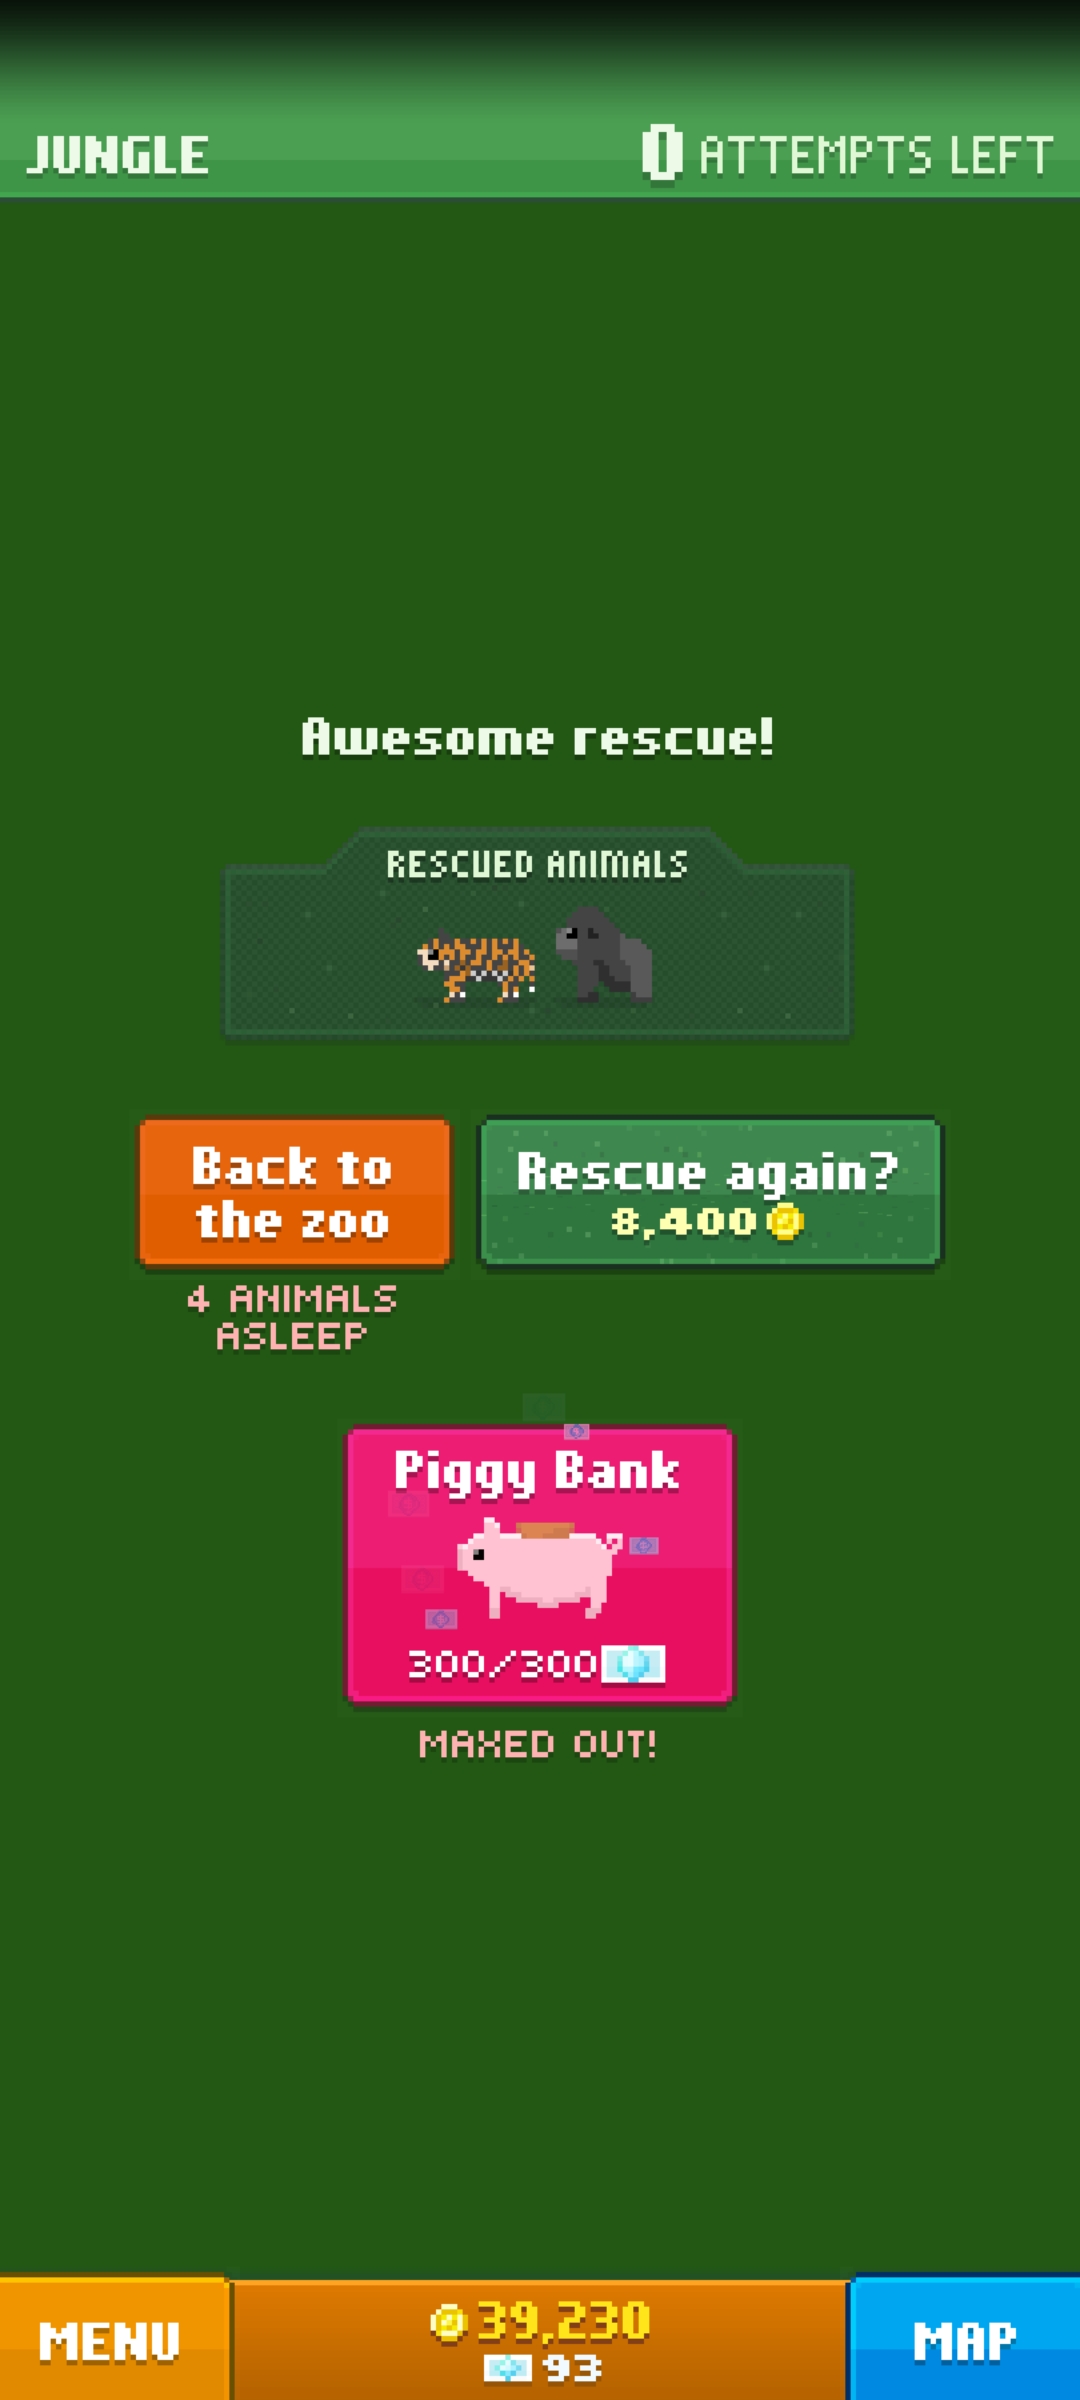 JUNGLE
0 ATTEMPTS LEFT
Awesome rescue!
RESCUED ANIMALS
Back to
the zoo
Rescue again?
8,400
4 ANIMALS
ASLEEP
Piggy Bank
300/300
MAXED OUT!
MENU
39,230
93
MAP